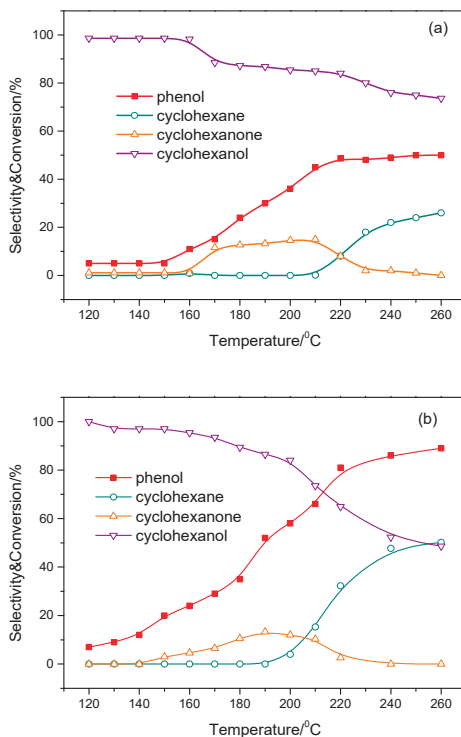 (a)
100
80
60
40
20
0
Selectivity&Conversion/%
phenol
cyclohexane
cyclohexanone
cyclohexanol
120 140 160 180 200 220 240 260
Temperature/⁰C
(b)
100
80
60
40
20
0
Selectivity&Conversion/%
phenol
cyclohexane
cyclohexanone
cyclohexanol
120 140 160 180 200 220 240 260
Temperature/⁰C